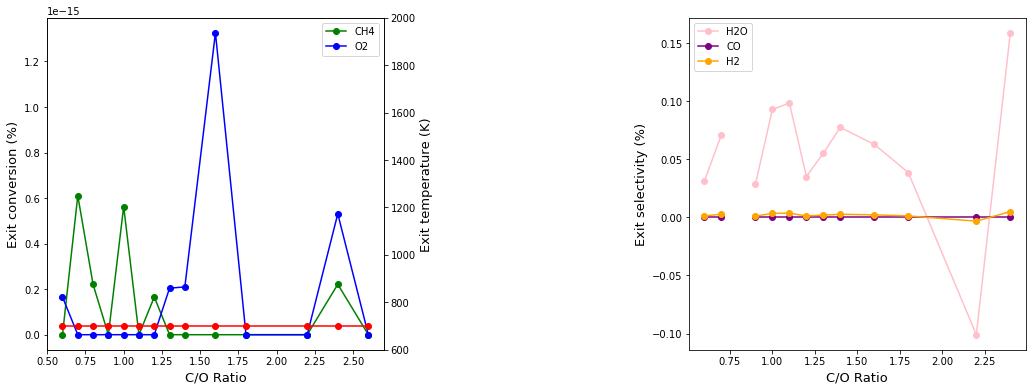 1e−15
CH4
O2
1.2
1.0
0.8
0.6
0.4
0.2
0.0
Exit conversion (%)
0.50 0.75 1.00 1.25 1.50 1.75 2.00 2.25 2.50
C/O Ratio
2000
1800
1600
1400
1200
1000
800
600
Exit temperature (K)
H2O
CO
H2
0.15
0.10
0.05
0.00
−0.05
−0.10
Exit selectivity (%)
0.75 1.00 1.25 1.50 1.75 2.00 2.25
C/O Ratio